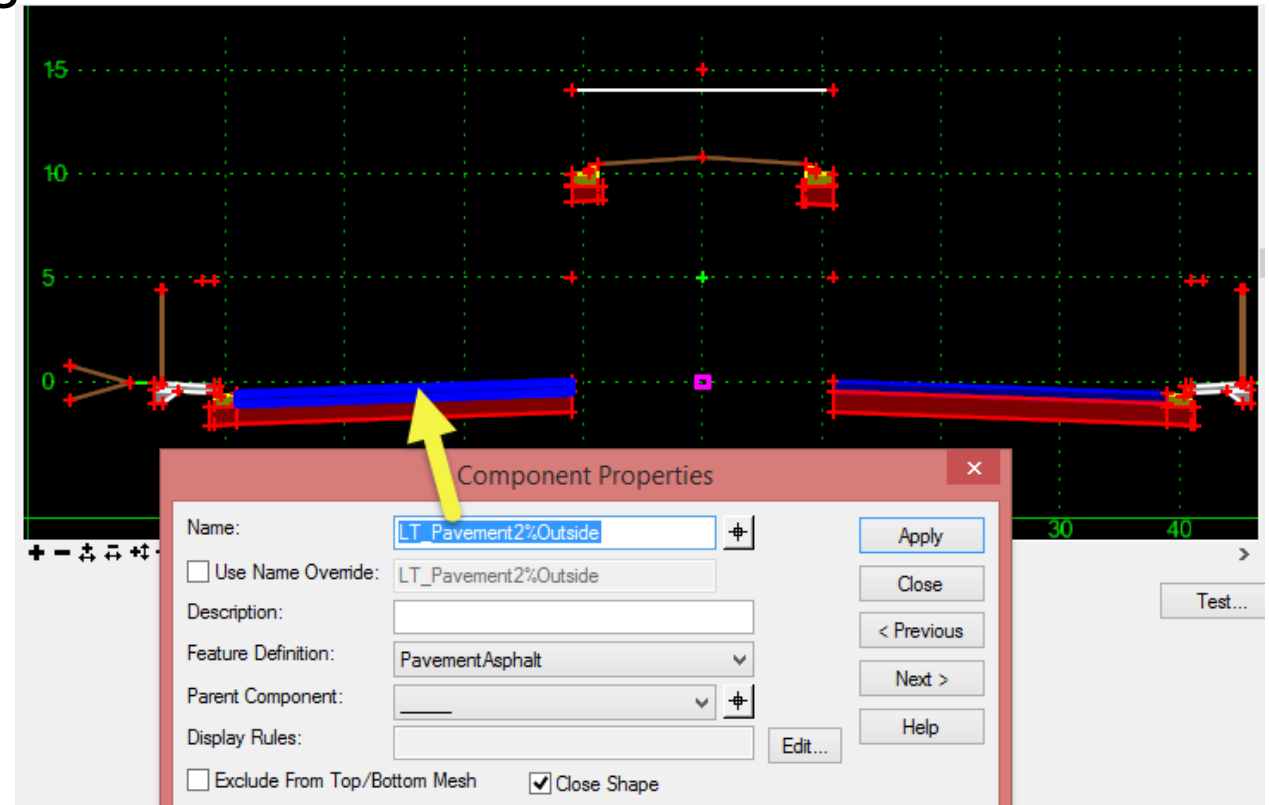 15
10
5
0
30
40
Component Properties
Name:
LT_Pavement2%Outside
Apply
Use Name Override:
LT_Pavement2%Outside
Close
Test...
Description:
< Previous
Feature Definition:
PavementAsphalt
Next >
Parent Component:
Help
Display Rules:
Edit...
Exclude From Top/Bottom Mesh
Close Shape